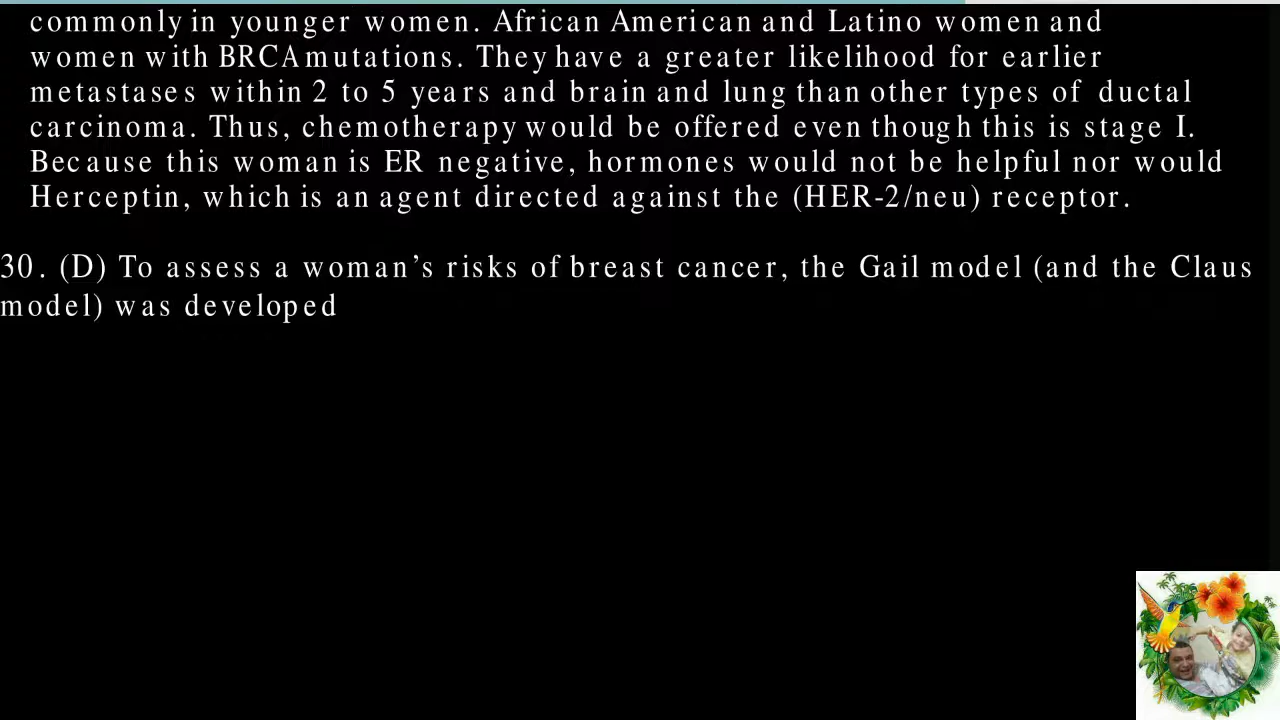 commonly in younger women. African American and Latino women and
women with BRCA mutations. They have a greater likelihood for earlier
metastases within 2 to 5 years and brain and lung than other types of ductal
carcinoma. Thus, chemotherapy would be offered even though this is stage I.
Because this woman is ER negative, hormones would not be helpful nor would
Herceptin, which is an agent directed against the (HER-2/neu) receptor.
30. (D) To assess a woman’s risks of breast cancer, the Gail model (and the Claus
model) was developed